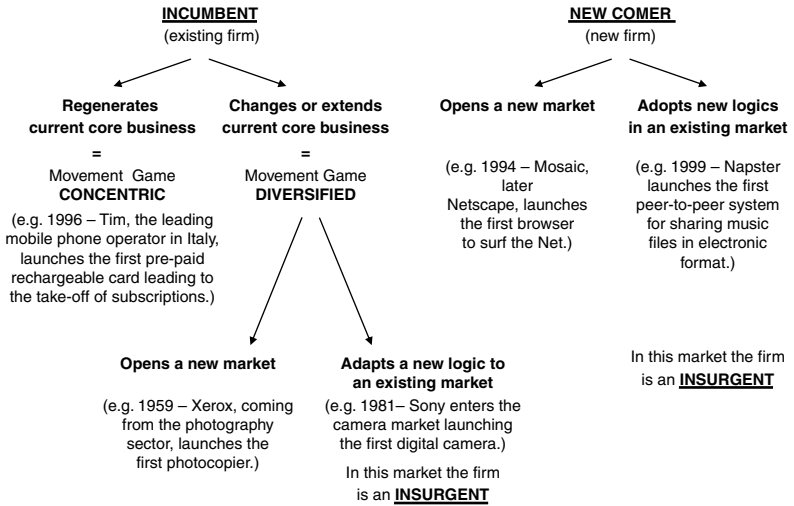 INCUMBENT
(existing firm)
NEW COMER
(new firm)
Regenerates
current core business
=
Movement Game
CONCENTRIC
(e.g. 1996 – Tim, the leading
mobile phone operator in Italy,
launches the first pre-paid
rechargeable card leading to
the take-off of subscriptions.)
Changes or extends
current core business
=
Movement Game
DIVERSIFIED
Opens a new market
(e.g. 1994 – Mosaic,
later
Netscape, launches
the first browser
to surf the Net.)
Adopts new logics
in an existing market
(e.g. 1999 – Napster
launches the first
peer-to-peer system
for sharing music
files in electronic
format.)
In this market the firm
is an INSURGENT
Opens a new market
(e.g. 1959 – Xerox, coming
from the photography
sector, launches the
first photocopier.)
Adapts a new logic to
an existing market
(e.g. 1981– Sony enters the
camera market launching
the first digital camera.)
In this market the firm
is an INSURGENT